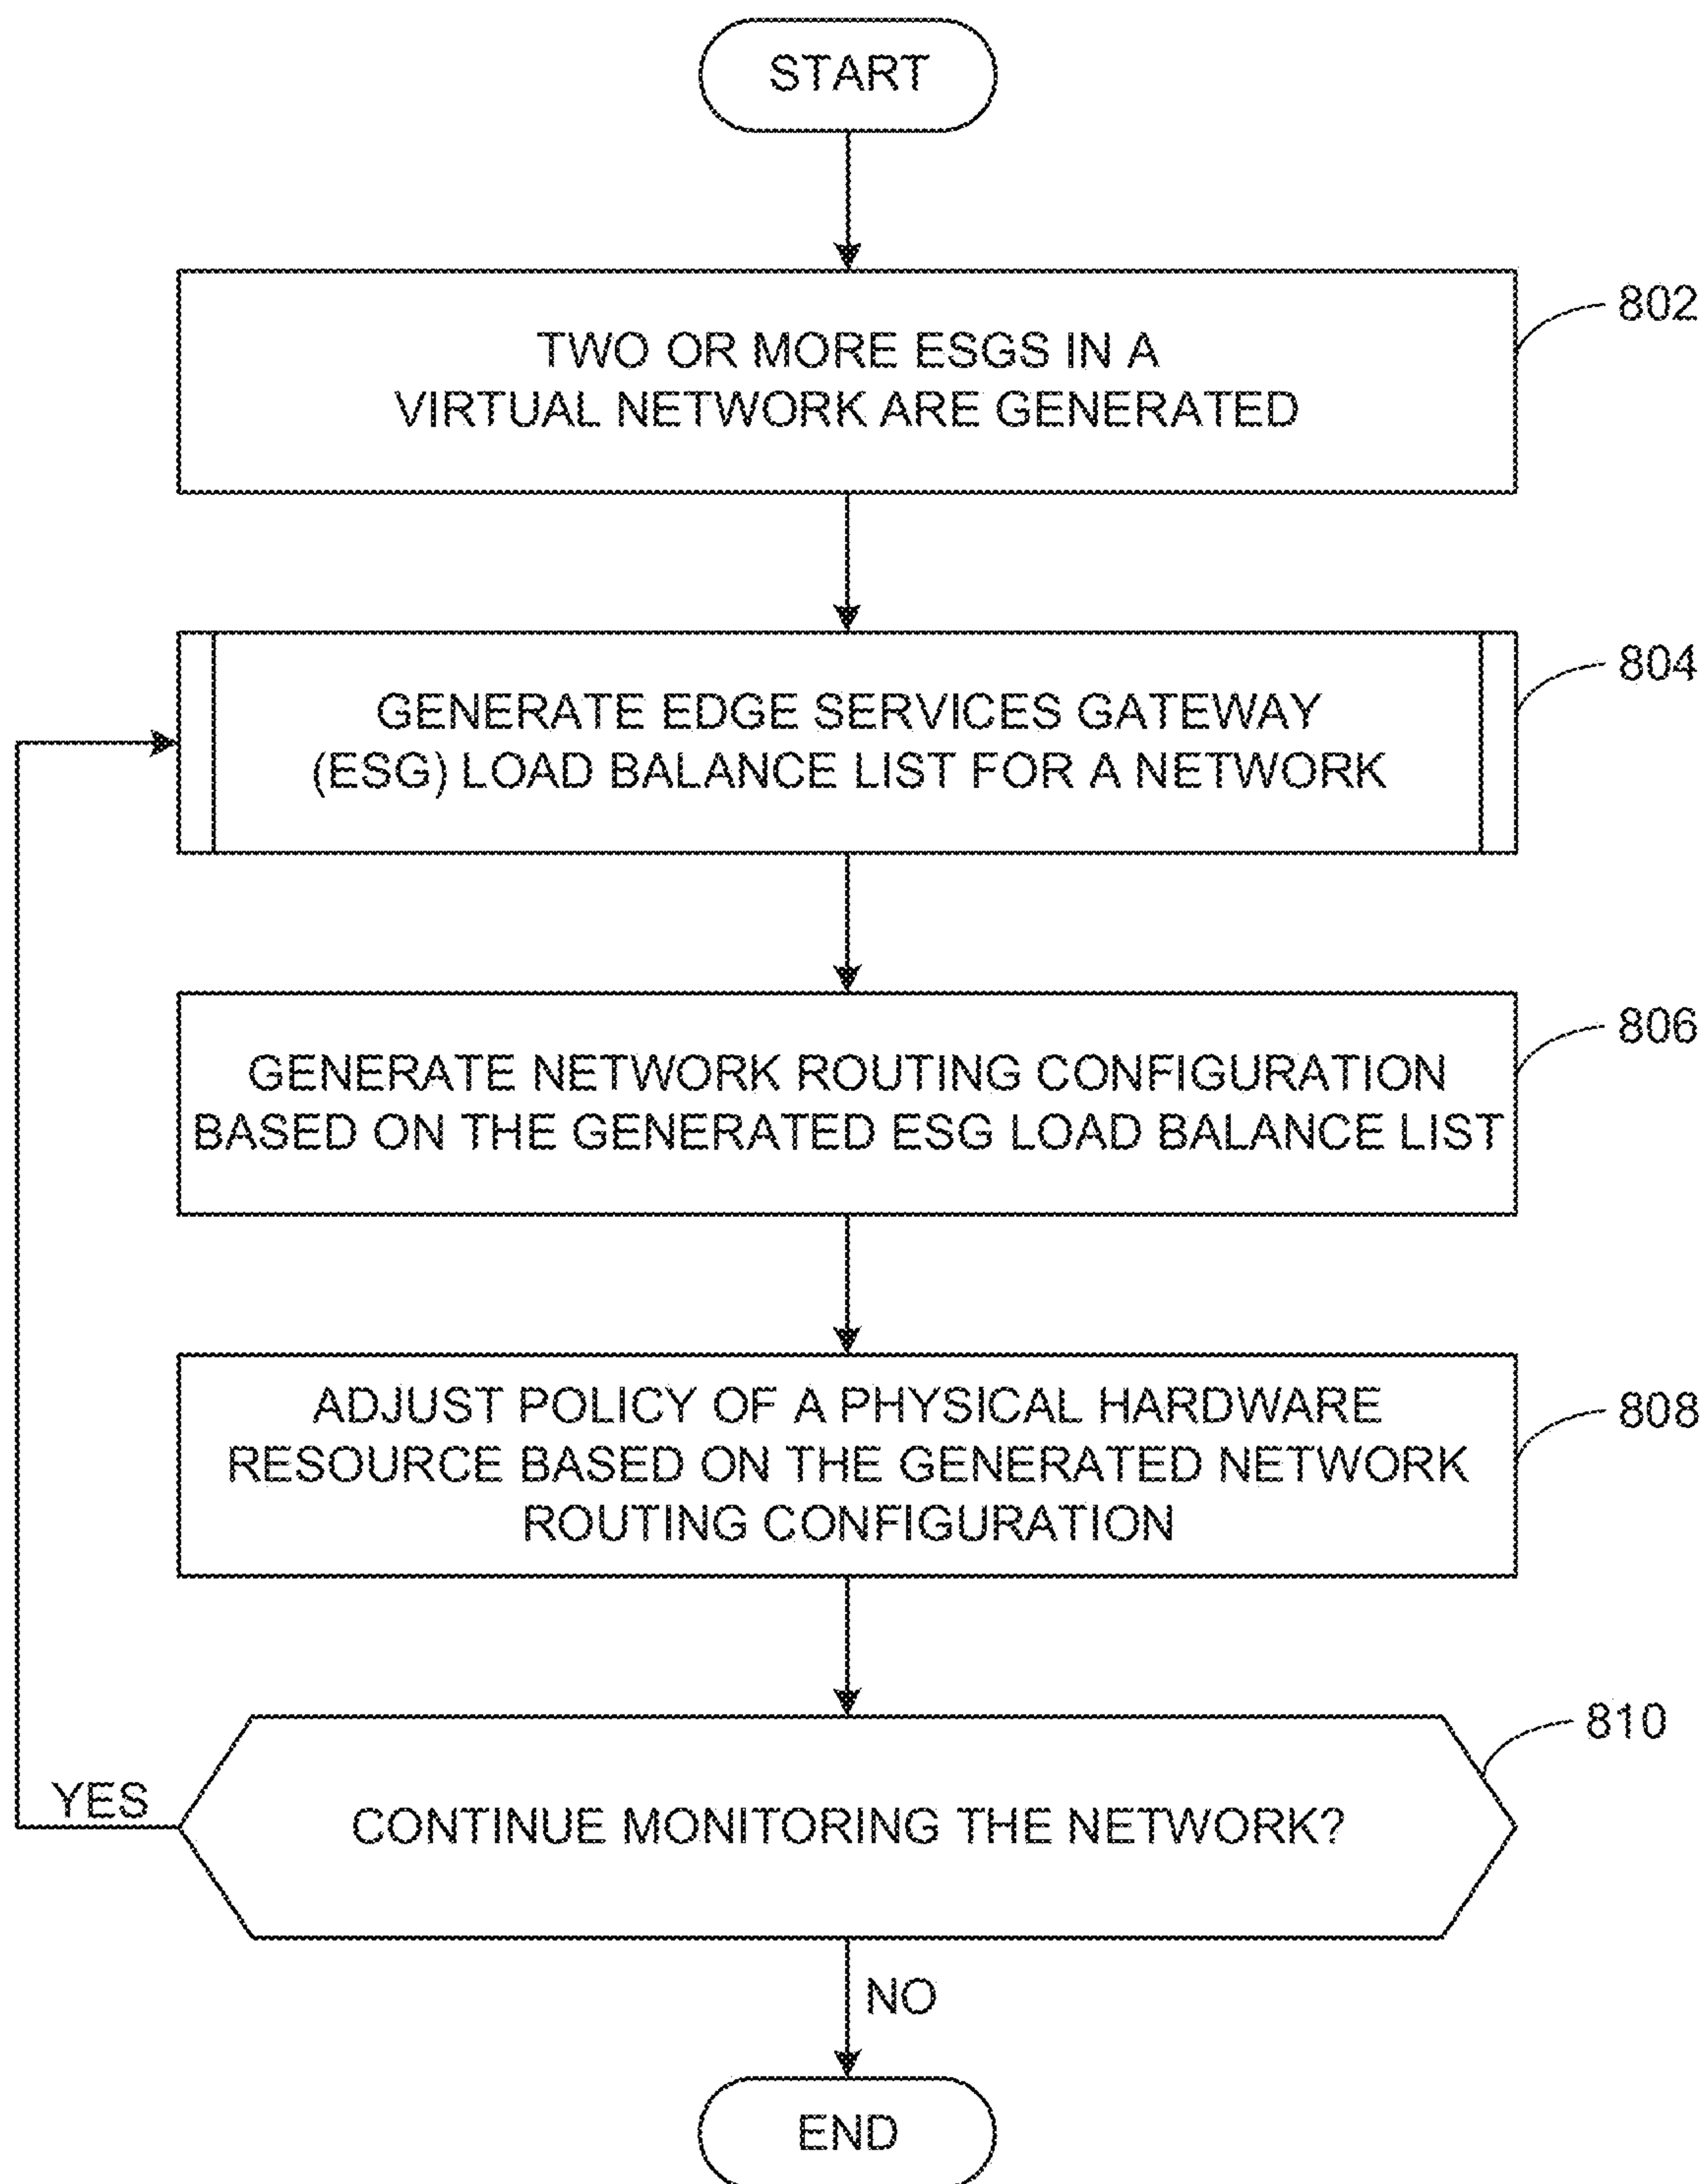 START
802
TWO OR MORE ESGS IN A
VIRTUAL NETWORK ARE GENERATED
804
GENERATE EDGE SERVICES GATEWAY
(ESG) LOAD BALANCE LIST FOR A NETWORK
806
GENERATE NETWORK ROUTING CONFIGURATION
BASED ON THE GENERATED ESG LOAD BALANCE LIST
808
ADJUST POLICY OF A PHYSICAL HARDWARE
RESOURCE BASED ON THE GENERATED NETWORK
ROUTING CONFIGURATION
810
YES
CONTINUE MONITORING THE NETWORK?
NO
END